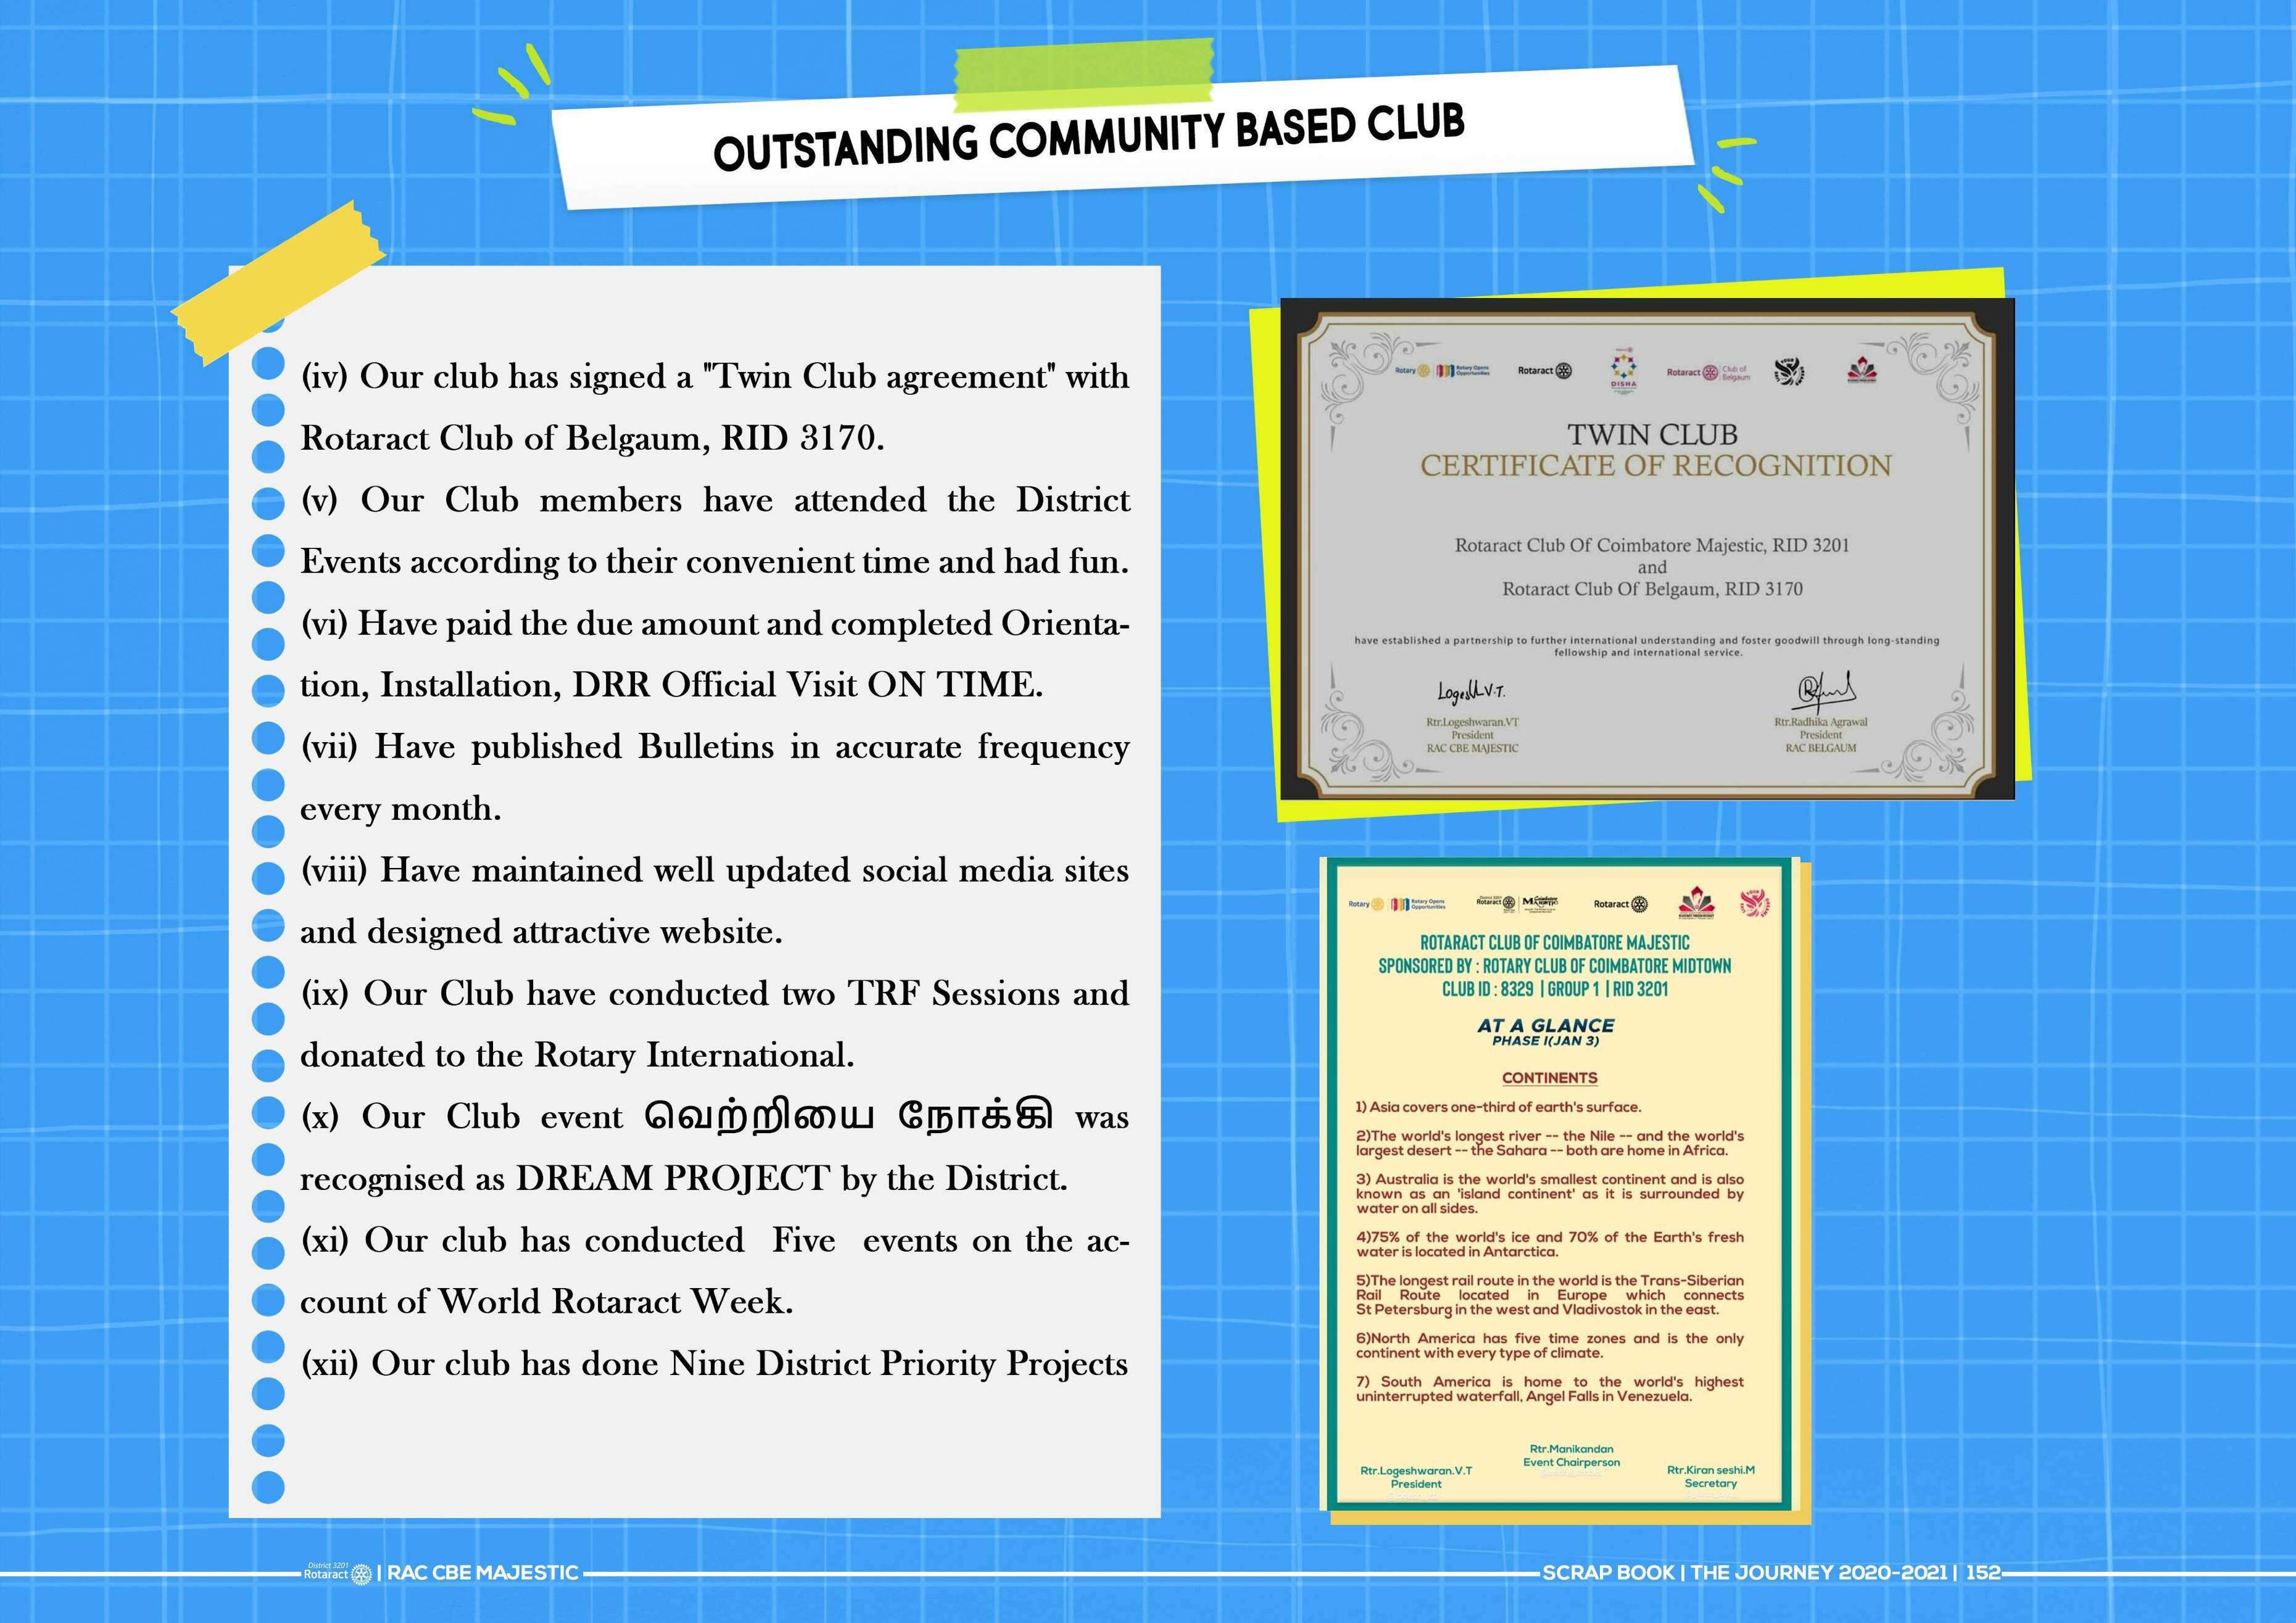 OUTSTANDING COMMUNITY BASED CLUB
(iv) Our club has signed a "Twin Club agreement" with
Rotaract Club of Belgaum, RID 3170.
(v) Our Club members have attended the District
Events according to their convenient time and had fun.
(vi) Have paid the due amount and completed Orienta-
tion, Installation, DRR Official Visit ON TIME.
(vii) Have published Bulletins in accurate frequency
every month.
(viii) Have maintained well updated social media sites
and designed attractive website.
(ix) Our Club have conducted two TRF Sessions and
donated to the Rotary International.
(x) Our Club event வெற்றியை நோக்கி was
recognised as DREAM PROJECT by the District.
(xi) Our club has conducted Five events on the ac-
count of World Rotaract Week.
(xii) Our club has done Nine District Priority Projects
Rotary
Rotary Opens
Opportunities
Rotaract
DISHA
Rotaract
Club of
Belgaum
TWIN CLUB
CERTIFICATE OF RECOGNITION
Rotaract Club Of Coimbatore Majestic, RID 3201
and
Rotaract Club Of Belgaum, RID 3170
have established a partnership to further international understanding and foster goodwill through long-standing
fellowship and international service.
Logesh.V.T.
Rtr.Logeshwaran.VT
President
RAC CBE MAJESTIC
Rtr.Radhika Agrawal
President
RAC BELGAUM
Rotary
Rotary Opens
Opportunities
District 3201
Rotaract
Coimbatore
MAJESTIC
Rotaract
ROTARACT CLUB OF COIMBATORE MAJESTIC
SPONSORED BY : ROTARY CLUB OF COIMBATORE MIDTOWN
CLUB ID : 8329 | GROUP 1 | RID 3201
AT A GLANCE
PHASE I(JAN 3)
CONTINENTS
1) Asia covers one-third of earth's surface.
2)The world's longest river -- the Nile -- and the world's
largest desert -- the Sahara -- both are home in Africa.
3) Australia is the world's smallest continent and is also
known as an 'island continent' as it is surrounded by
water on all sides.
4)75% of the world's ice and 70% of the Earth's fresh
water is located in Antarctica.
5)The longest rail route in the world is the Trans-Siberian
Rail Route located in Europe which connects
St Petersburg in the west and Vladivostok in the east.
6)North America has five time zones and is the only
continent with every type of climate.
7) South America is home to the world's highest
uninterrupted waterfall, Angel Falls in Venezuela.
Rtr.Logeshwaran.V.T
President
Rtr.Manikandan
Event Chairperson
Rtr.Kiran seshi.M
Secretary
District 3201
Rotaract
| RAC CBE MAJESTIC
SCRAP BOOK | THE JOURNEY 2020-2021 | 152